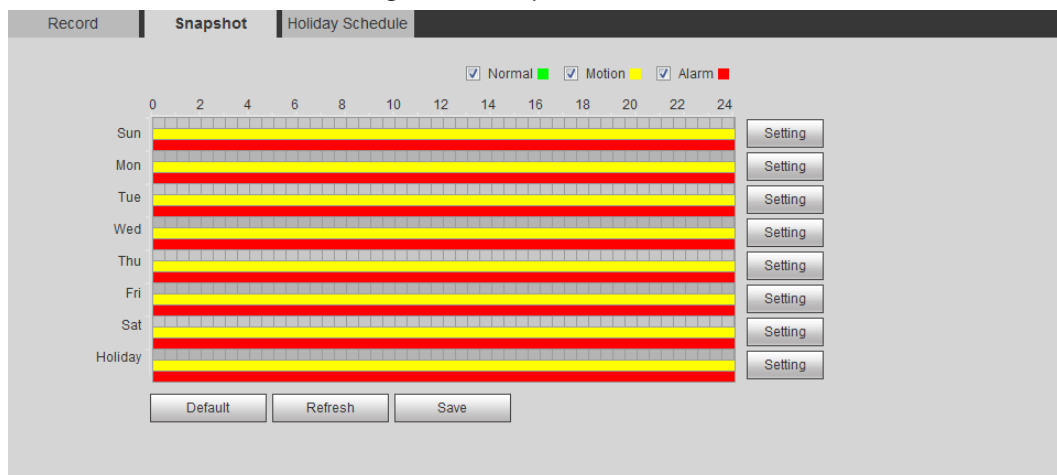 Record Snapshot Holiday Schedule
Normal Motion Alarm
0 2 4 6 8 10 12 14 16 18 20 22 24
Sun Setting
Mon Setting
Tue Setting
Wed Setting
Thu Setting
Fri Setting
Sat Setting
Holiday Setting
Default Refresh Save